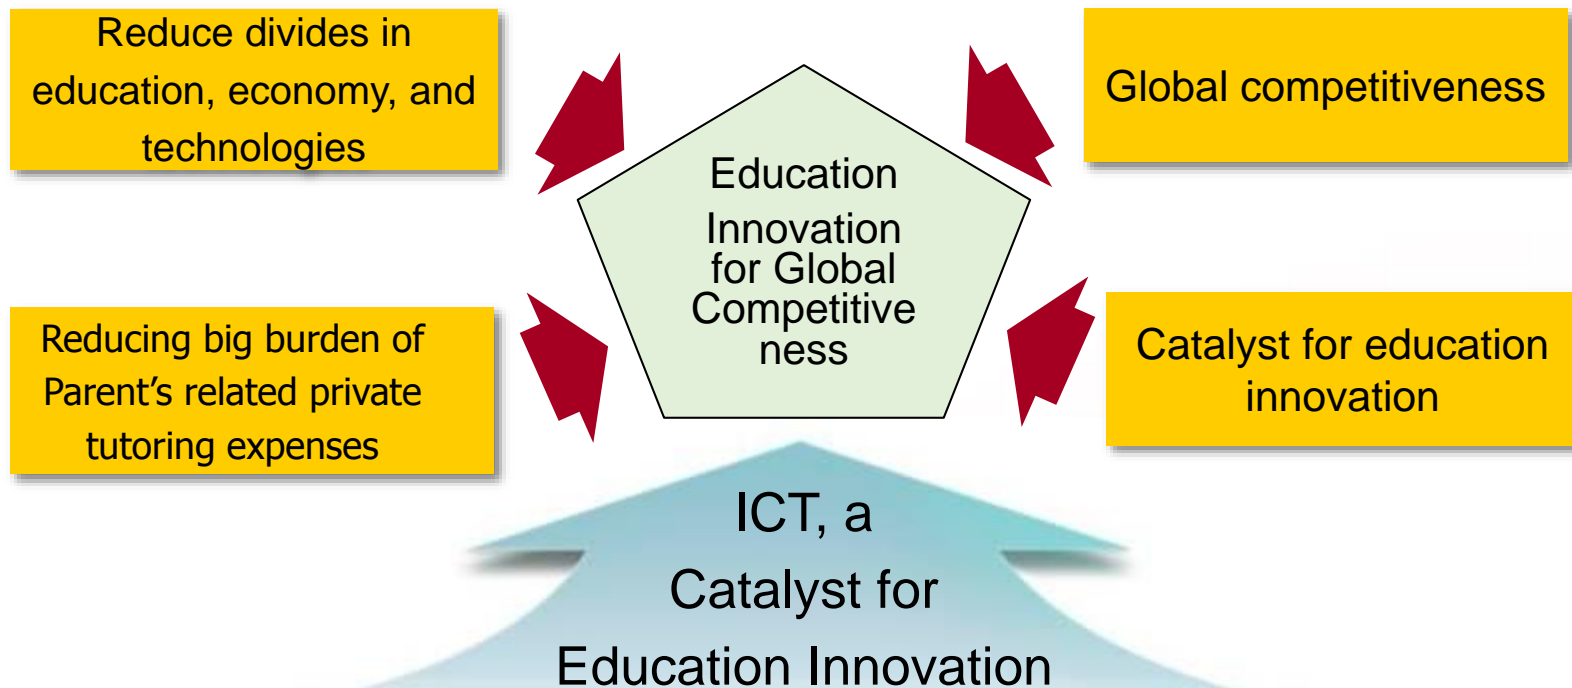 Reduce divides in
education, economy, and
technologies
Global competitiveness
Education
Innovation
for Global
Competitive
ness
Reducing big burden of
Parent’s related private
tutoring expenses
Catalyst for education
innovation
ICT, a
Catalyst for
Education Innovation